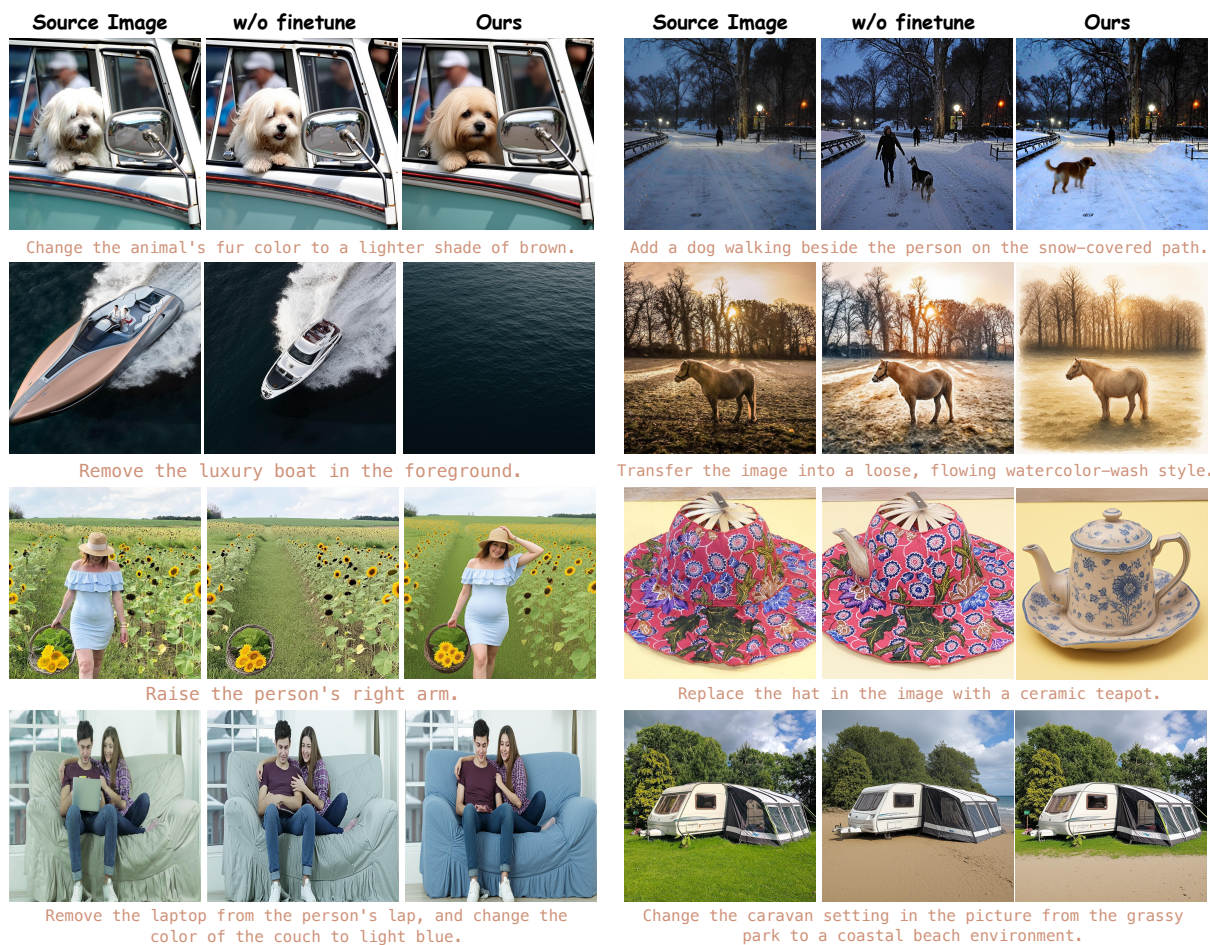 Source Image w/o finetune Ours
Source Image w/o finetune Ours
Change the animal's fur color to a lighter shade of brown.
Add a dog walking beside the person on the snow-covered path.
Remove the luxury boat in the foreground.
Transfer the image into a loose, flowing watercolor-wash style.
Raise the person's right arm.
Replace the hat in the image with a ceramic teapot.
Remove the laptop from the person's lap, and change the
color of the couch to light blue.
Change the caravan setting in the picture from the grassy
park to a coastal beach environment.